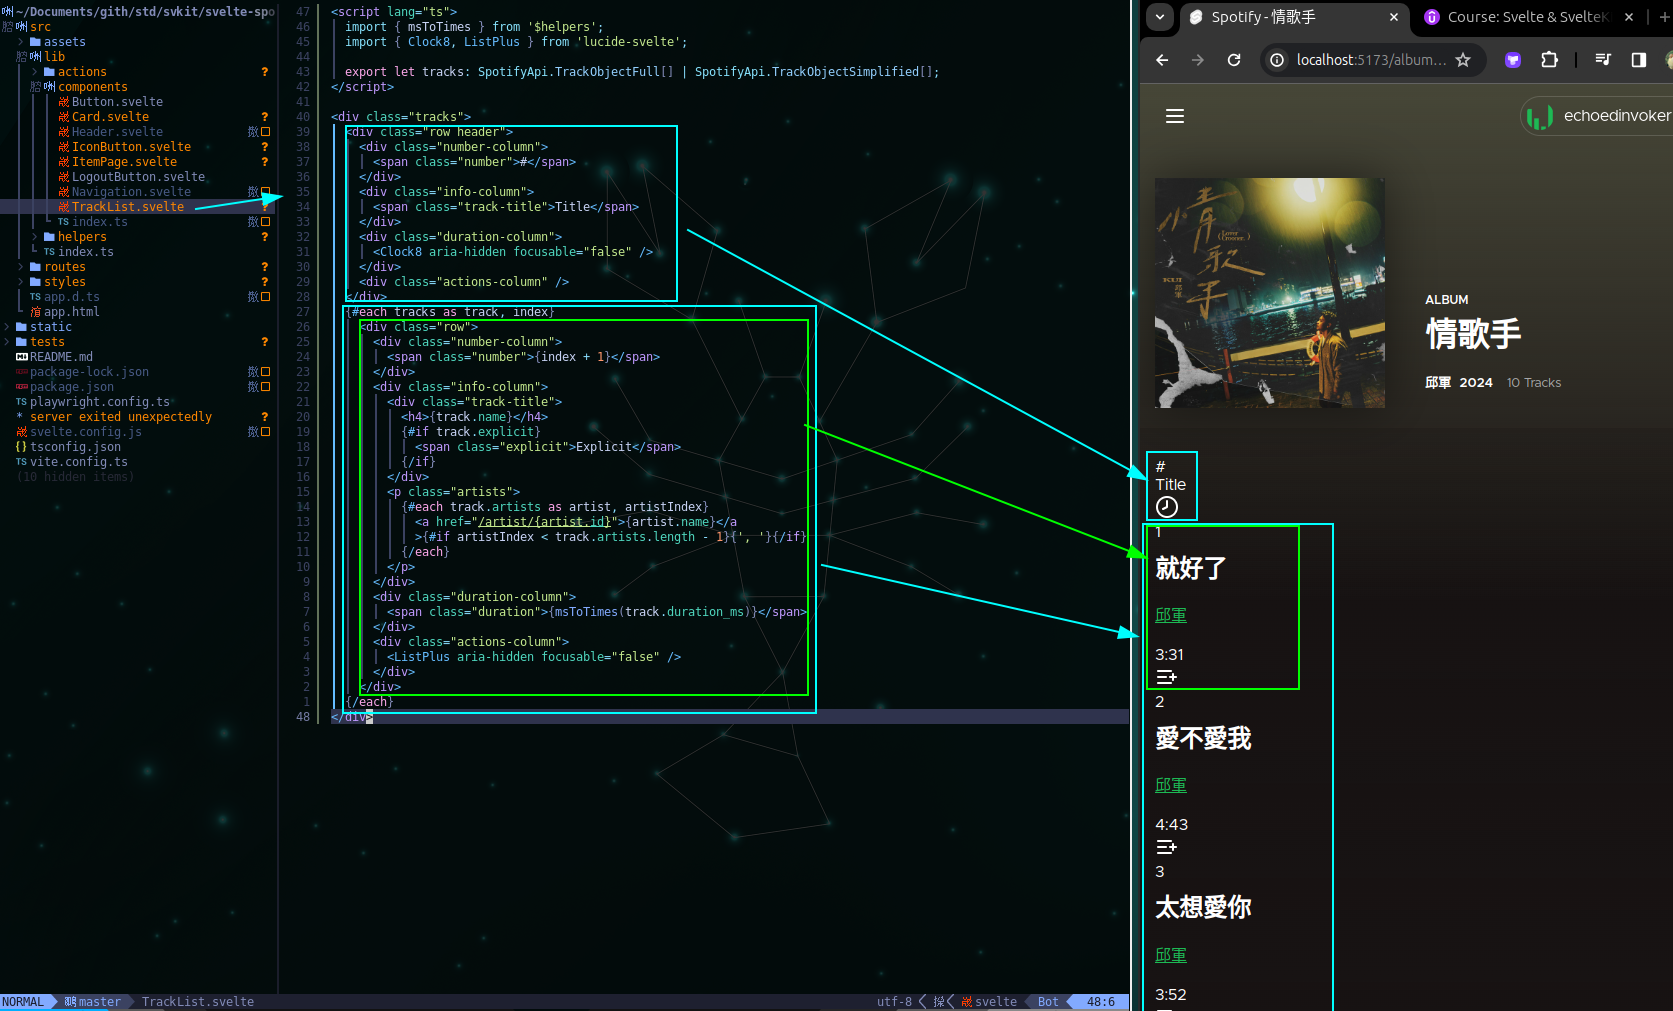 ~/Documents/gith/std/svkit/svelte-spo
src
assets
lib
actions ?
components
Button.svelte
Card.svelte ?
Header.svelte
IconButton.svelte ?
ItemPage.svelte ?
LogoutButton.svelte
Navigation.svelte
TrackList.svelte ?
TS index.ts
helpers ?
TS index.ts
routes ?
styles ?
TS app.d.ts
app.html
static
tests ?
README.md
package-lock.json
package.json
TS playwright.config.ts
* server exited unexpectedly ?
svelte.config.js
{} tsconfig.json
TS vite.config.ts
(10 hidden items)
47 <script lang="ts">
46 import { msToTimes } from '$helpers';
45 import { Clock8, ListPlus } from 'lucide-svelte';
44
43 export let tracks: SpotifyApi.TrackObjectFull[] | SpotifyApi.TrackObjectSimplified[];
42 </script>
41
40 <div class="tracks">
39 <div class="row header">
38 <div class="number-column">
37 <span class="number">#</span>
36 </div>
35 <div class="info-column">
34 <span class="track-title">Title</span>
33 </div>
32 <div class="duration-column">
31 <Clock8 aria-hidden focusable="false" />
30 </div>
29 <div class="actions-column" />
28 </div>
27 {#each tracks as track, index}
26 <div class="row">
25 <div class="number-column">
24 <span class="number">{index + 1}</span>
23 </div>
22 <div class="info-column">
21 <div class="track-title">
20 <h4>{track.name}</h4>
19 {#if track.explicit}
18 <span class="explicit">Explicit</span>
17 {/if}
16 </div>
15 <p class="artists">
14 {#each track.artists as artist, artistIndex}
13 <a href="/artist/{artist.id}">{artist.name}</a
12 >{#if artistIndex < track.artists.length - 1}{', '}{/if}
11 {/each}
10 </p>
9 </div>
8 <div class="duration-column">
7 <span class="duration">{msToTimes(track.duration_ms)}</span>
6 </div>
5 <div class="actions-column">
4 <ListPlus aria-hidden focusable="false" />
3 </div>
2 </div>
1 {/each}
48 </div>
NORMAL master TrackList.svelte utf-8 svelte Bot 48:6
Spotify - 情歌手
Course: Svelte & SvelteK
localhost:5173/album...
echoedinvoker
情歌手
(Lover Crooner)
KUI
邱軍
ALBUM
情歌手
邱軍 2024 10 Tracks
#
Title
1
就好了
邱軍
3:31
2
愛不愛我
邱軍
4:43
3
太想愛你
邱軍
3:52